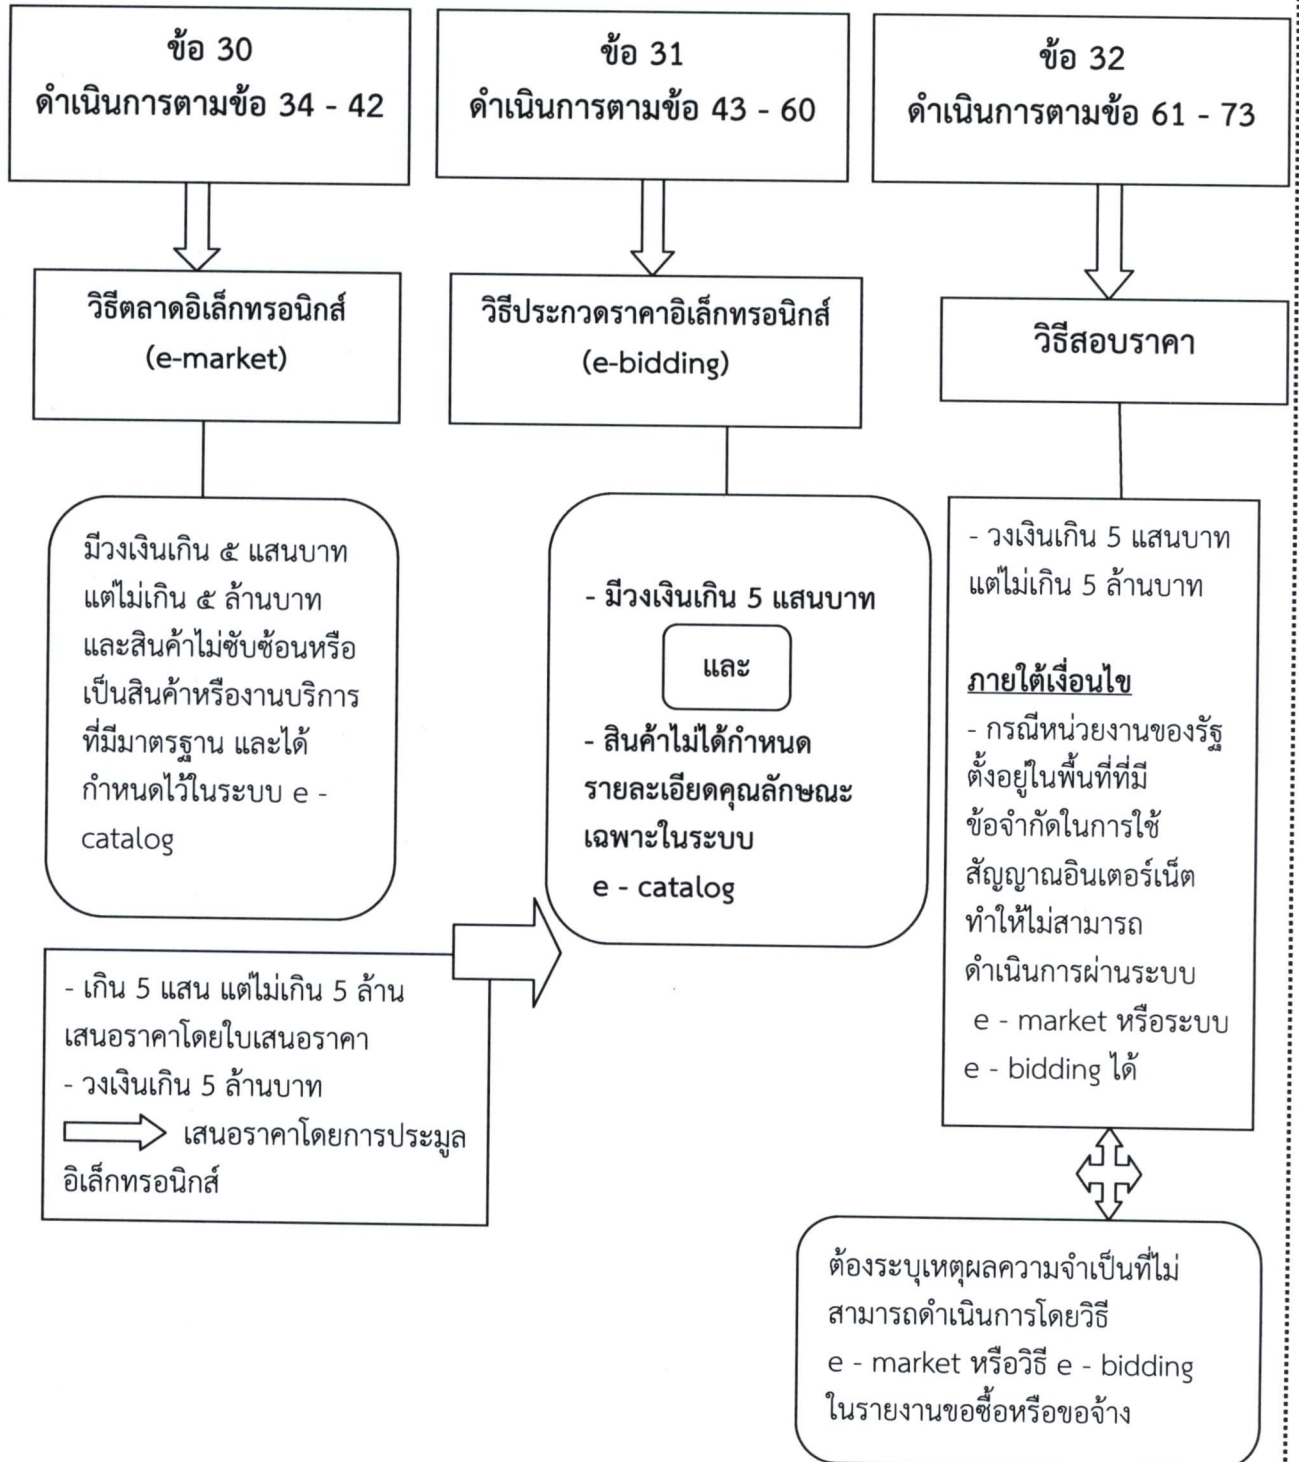 ข้อ 30
ดำเนินการตามข้อ 34 - 42
ข้อ 31
ดำเนินการตามข้อ 43 - 60
ข้อ 32
ดำเนินการตามข้อ 61 - 73
วิธีตลาดอิเล็กทรอนิกส์
(e-market)
วิธีประกวดราคาอิเล็กทรอนิกส์
(e-bidding)
วิธีสอบราคา
มีวงเงินเกิน ๕ แสนบาท
แต่ไม่เกิน ๕ ล้านบาท
และสินค้าไม่ซับซ้อนหรือ
เป็นสินค้าหรืองานบริการ
ที่มีมาตรฐาน และได้
กำหนดไว้ในระบบ e -
catalog
- เกิน 5 แสน แต่ไม่เกิน 5 ล้าน
เสนอราคาโดยใบเสนอราคา
- วงเงินเกิน 5 ล้านบาท
เสนอราคาโดยการประมูล
อิเล็กทรอนิกส์
- มีวงเงินเกิน 5 แสนบาท
และ
- สินค้าไม่ได้กำหนด
รายละเอียดคุณลักษณะ
เฉพาะในระบบ
e - catalog
- วงเงินเกิน 5 แสนบาท
แต่ไม่เกิน 5 ล้านบาท
ภายใต้เงื่อนไข
- กรณีหน่วยงานของรัฐ
ตั้งอยู่ในพื้นที่ที่มี
ข้อจำกัดในการใช้
สัญญาณอินเตอร์เน็ต
ทำให้ไม่สามารถ
ดำเนินการผ่านระบบ
e - market หรือระบบ
e - bidding ได้
ต้องระบุเหตุผลความจำเป็นที่ไม่
สามารถดำเนินการโดยวิธี
e - market หรือวิธี e - bidding
ในรายงานขอซื้อหรือขอจ้าง